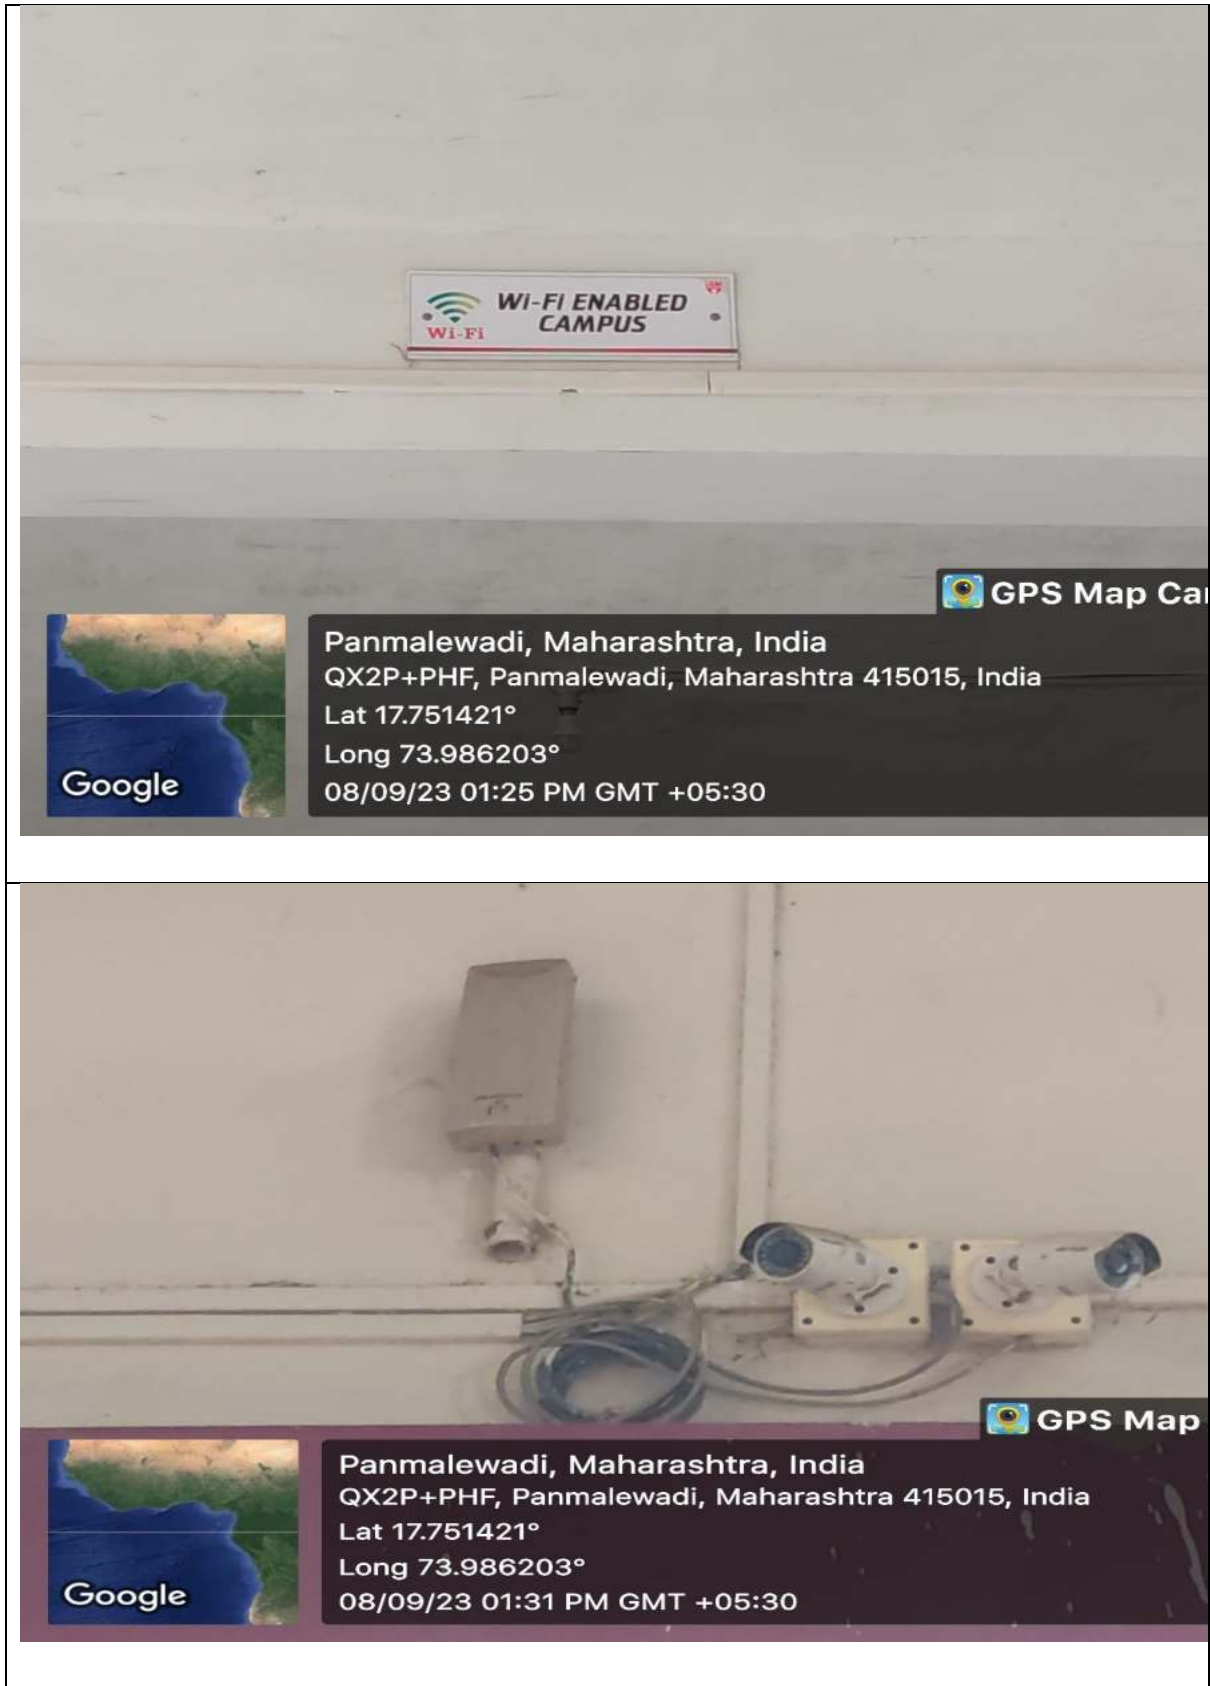 Wi-Fi
WI-FI ENABLED
CAMPUS
GPS Map Ca
Google
Panmalewadi, Maharashtra, India
QX2P+PHF, Panmalewadi, Maharashtra 415015, India
Lat 17.751421°
Long 73.986203°
08/09/23 01:25 PM GMT +05:30
GPS Map
Google
Panmalewadi, Maharashtra, India
QX2P+PHF, Panmalewadi, Maharashtra 415015, India
Lat 17.751421°
Long 73.986203°
08/09/23 01:31 PM GMT +05:30